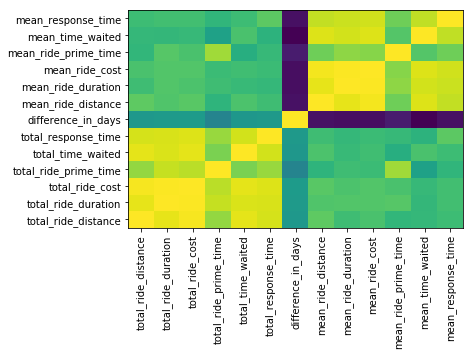 mean_response_time
mean_time_waited
mean_ride_prime_time
mean_ride_cost
mean_ride_duration
mean_ride_distance
difference_in_days
total_response_time
total_time_waited
total_ride_prime_time
total_ride_cost
total_ride_duration
total_ride_distance
total_ride_distance
total_ride_duration
total_ride_cost
total_ride_prime_time
total_time_waited
total_response_time
difference_in_days
mean_ride_distance
mean_ride_duration
mean_ride_cost
mean_ride_prime_time
mean_time_waited
mean_response_time